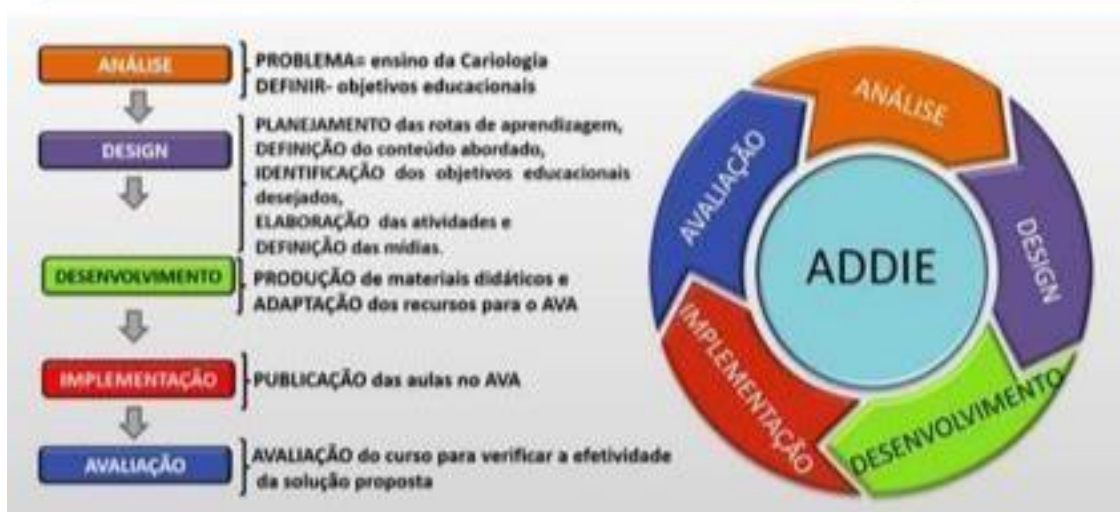 ANÁLISE
PROBLEMA= ensino da Cariologia
DEFINIR- objetivos educacionais
DESIGN
PLANEJAMENTO das rotas de aprendizagem,
DEFINIÇÃO do conteúdo abordado,
IDENTIFICAÇÃO dos objetivos educacionais
desejados,
ELABORAÇÃO das atividades e
DEFINIÇÃO das mídias.
DESENVOLVIMENTO
PRODUÇÃO de materiais didáticos e
ADAPTAÇÃO dos recursos para o AVA
IMPLEMENTAÇÃO
PUBLICAÇÃO das aulas no AVA
AVALIAÇÃO
AVALIAÇÃO do curso para verificar a efetividade
da solução proposta
ANÁLISE
DESIGN
DESENVOLVIMENTO
IMPLEMENTAÇÃO
AVALIAÇÃO
ADDIE